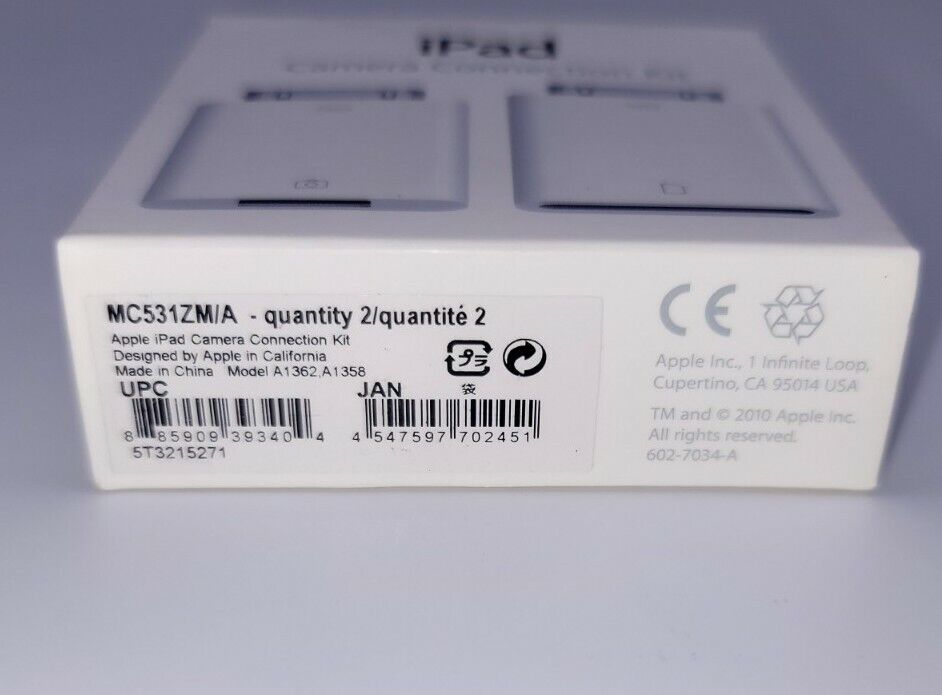 iPad
Camera Connection Kit
MC531ZM/A - quantity 2/quantité 2
Apple iPad Camera Connection Kit
Designed by Apple in California
Made in China Model A1362,A1358
プラ
袋
UPC
JAN
8 85909 39340 4
4 547597 702451
5T3215271
CE
Apple Inc., 1 Infinite Loop,
Cupertino, CA 95014 USA
TM and © 2010 Apple Inc.
All rights reserved.
602-7034-A